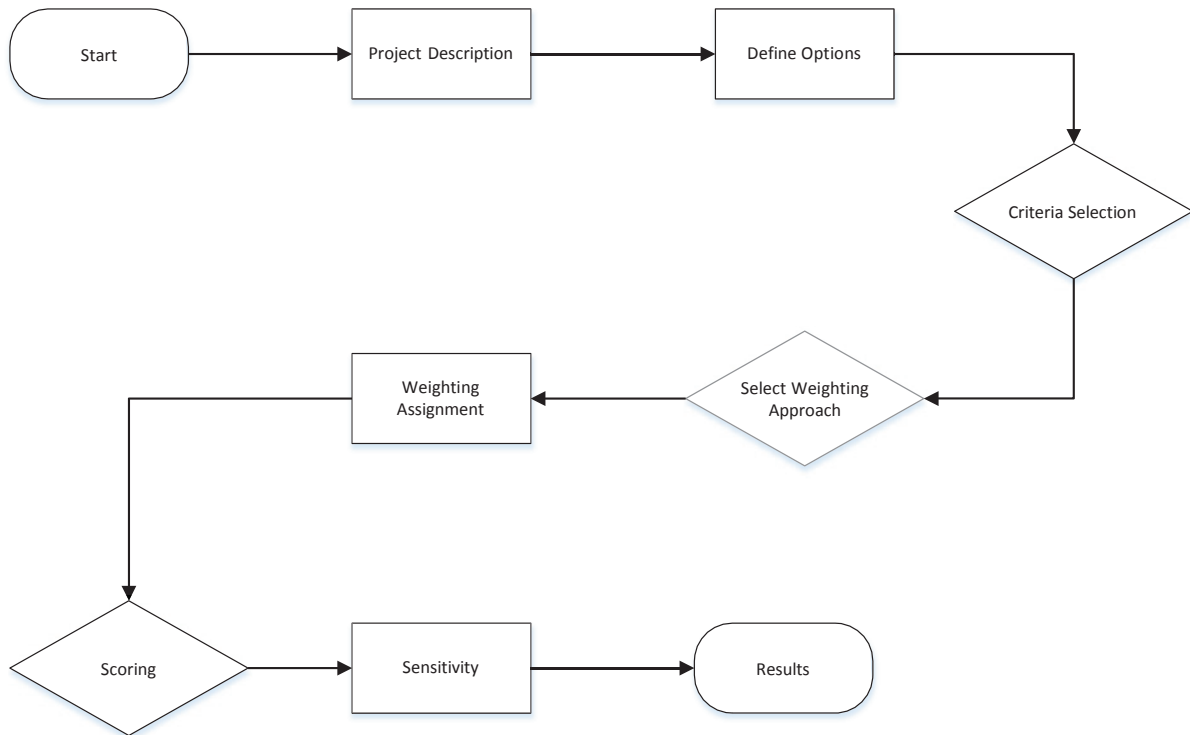 Start
Project Description
Define Options
Criteria Selection
Select Weighting
Approach
Weighting
Assignment
Scoring
Sensitivity
Results